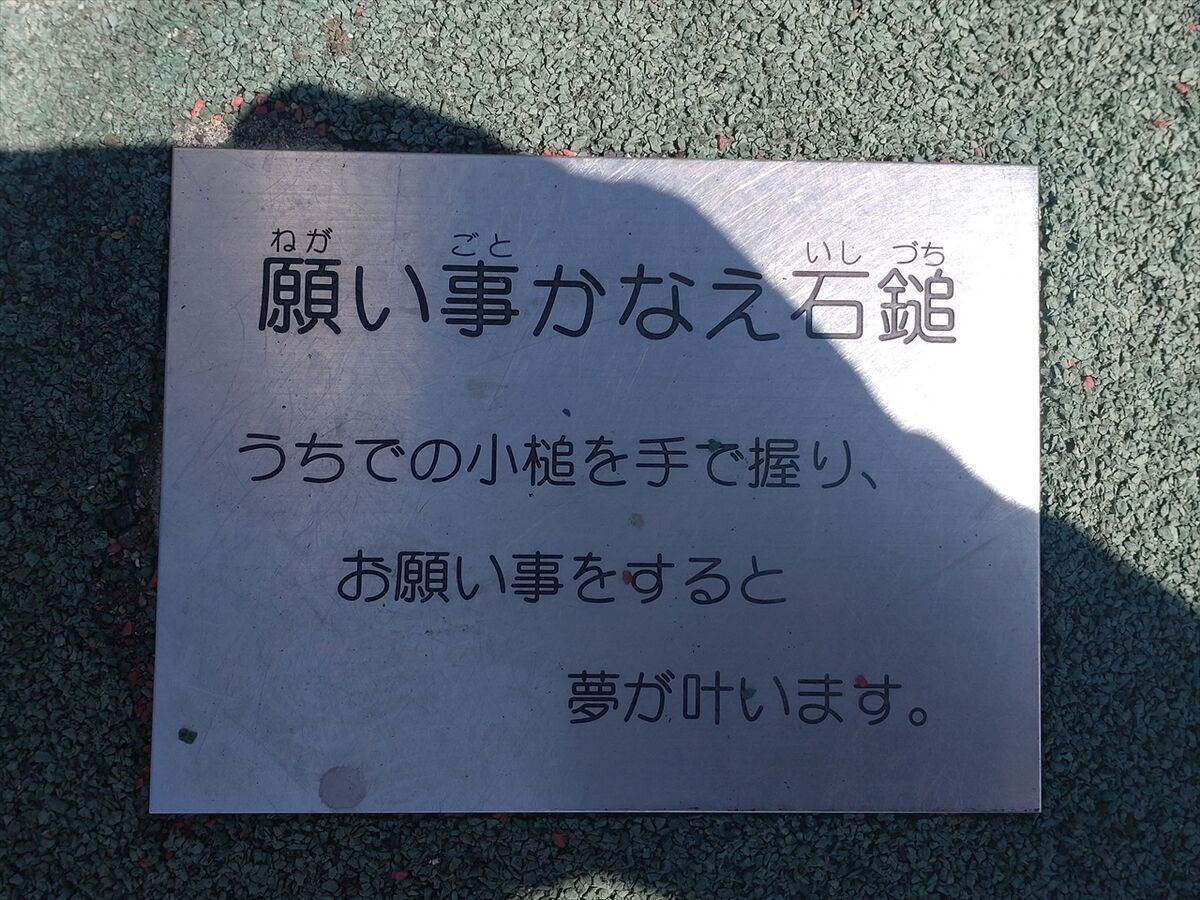 願い事かなえ石鎚
ねが ごと いし づち
うちでの小槌を手で握り、
お願い事をすると
夢が叶います。